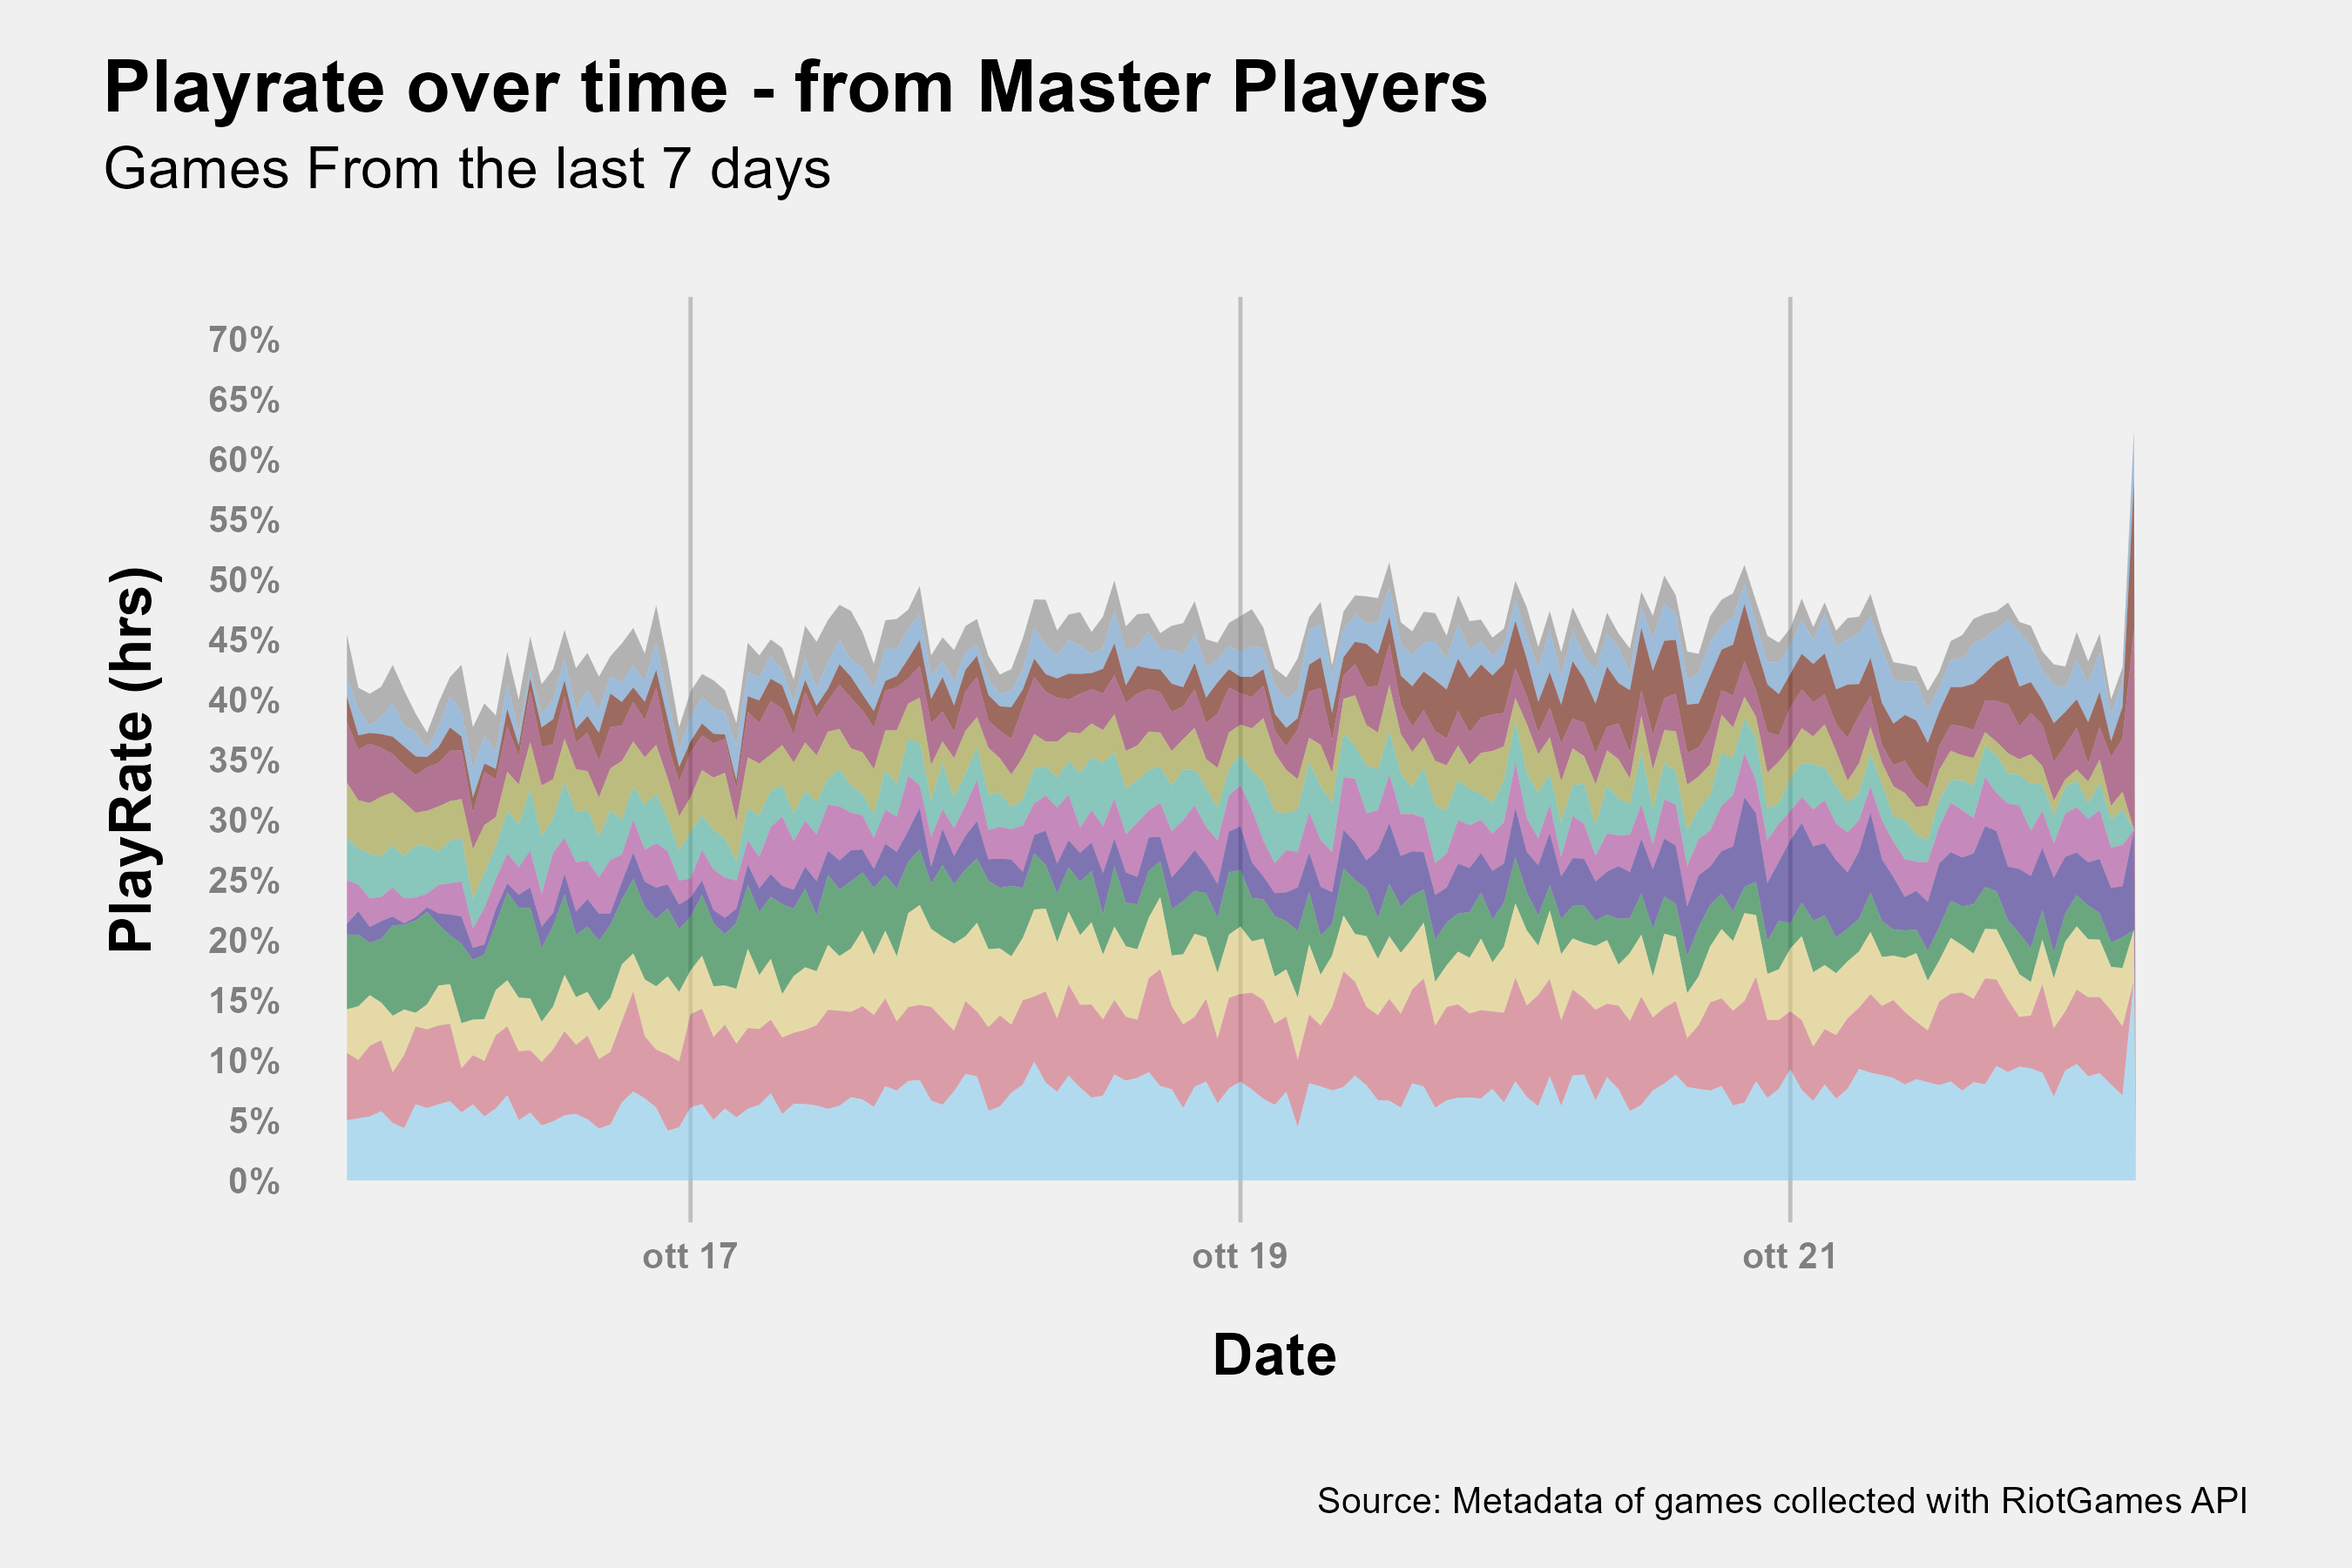 Playrate over time - from Master Players
Games From the last 7 days
70%
65%
60%
55%
50%
45%
40%
35%
30%
25%
20%
15%
10%
5%
0%
PlayRate (hrs)
ott 17
ott 19
ott 21
Date
Source: Metadata of games collected with RiotGames API